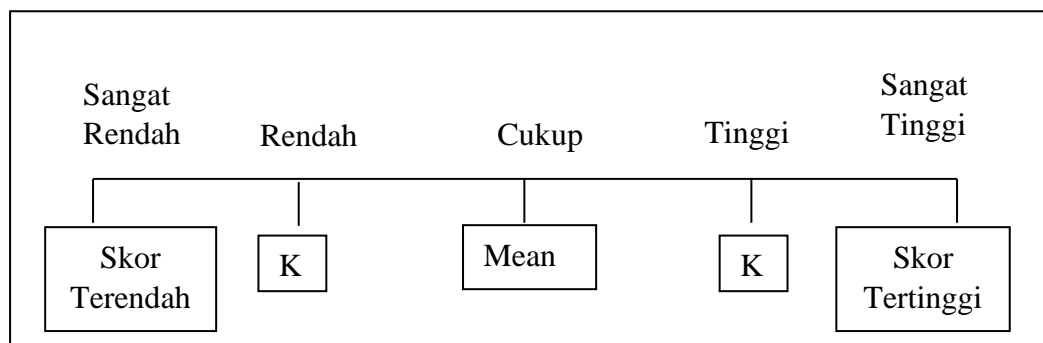 Sangat
Rendah
Rendah
Cukup
Tinggi
Sangat
Tinggi
Skor
Terendah
K
Mean
K
Skor
Tertinggi